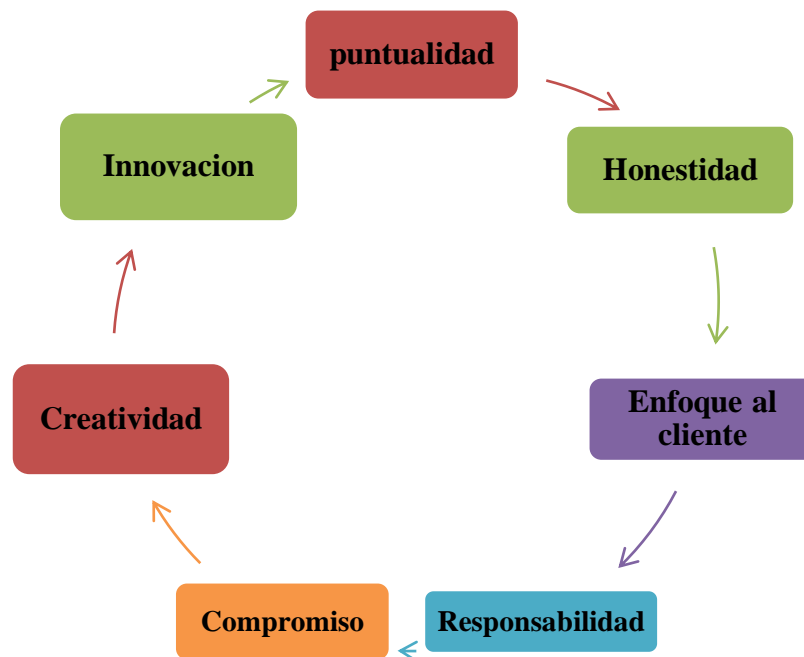 puntualidad
Honestidad
Enfoque al
cliente
Responsabilidad
Compromiso
Creatividad
Innovacion